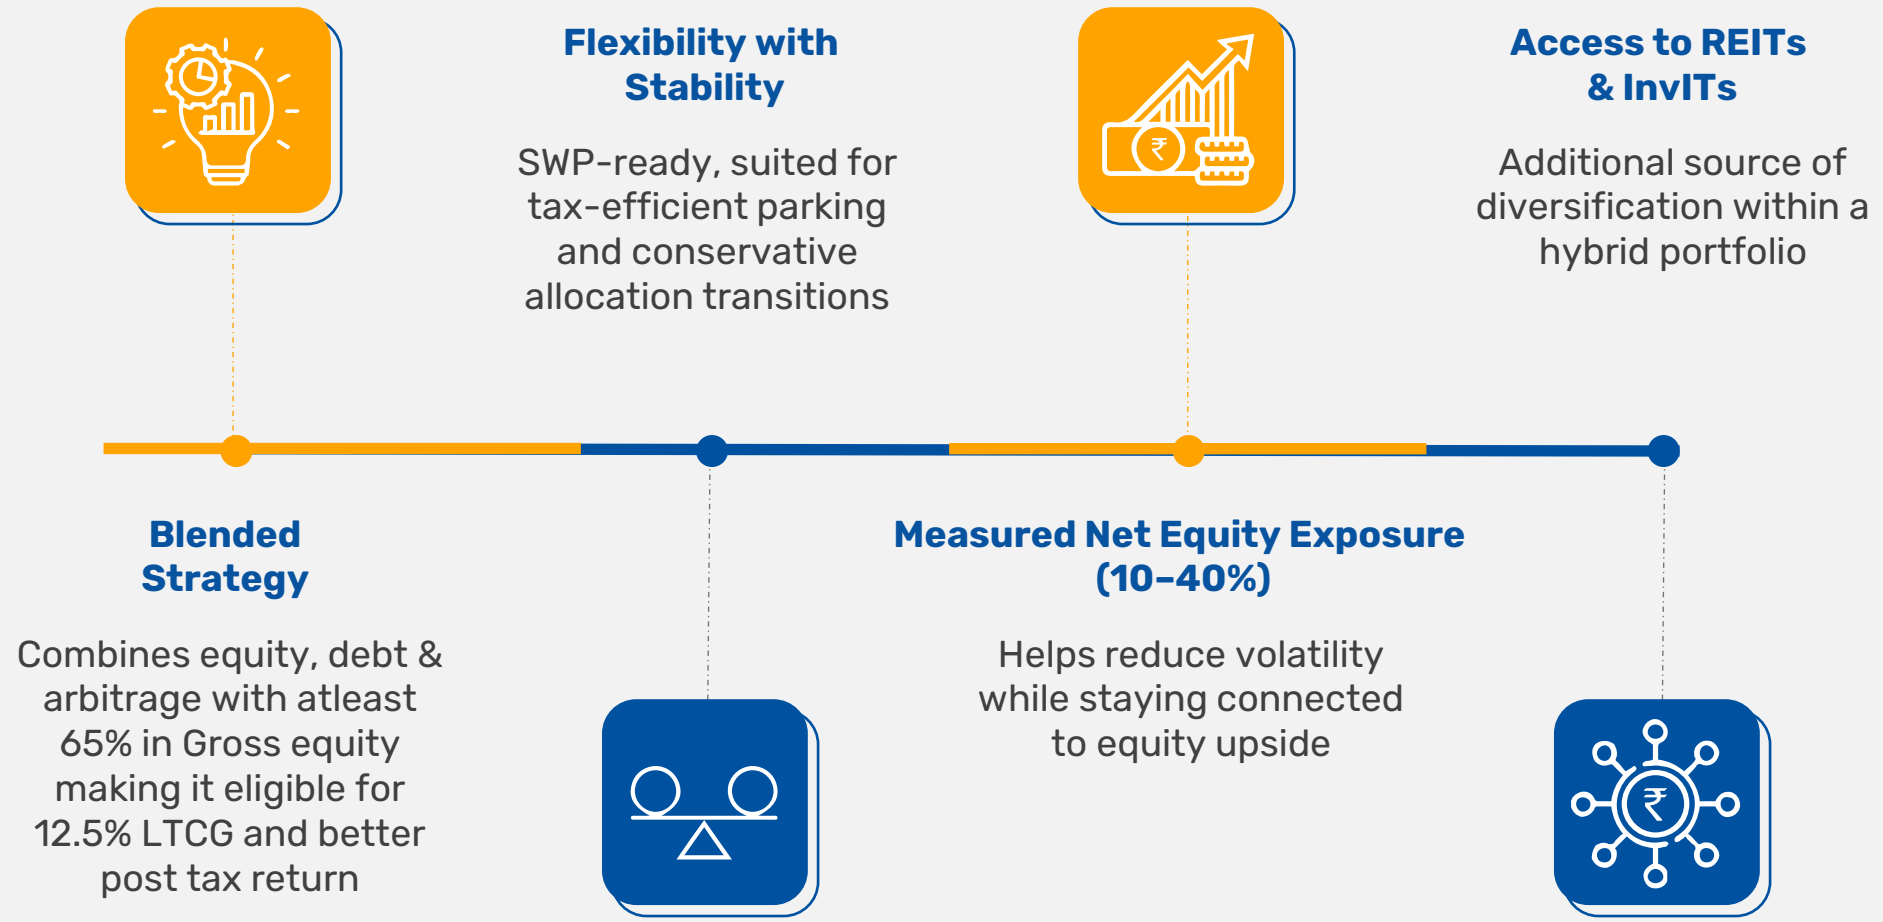 Flexibility with
Stability
SWP-ready, suited for
tax-efficient parking
and conservative
allocation transitions
₹
Access to REITs
& InvITs
Additional source of
diversification within a
hybrid portfolio
Blended
Strategy
Combines equity, debt &
arbitrage with atleast
65% in Gross equity
making it eligible for
12.5% LTCG and better
post tax return
Measured Net Equity Exposure
(10–40%)
Helps reduce volatility
while staying connected
to equity upside
₹